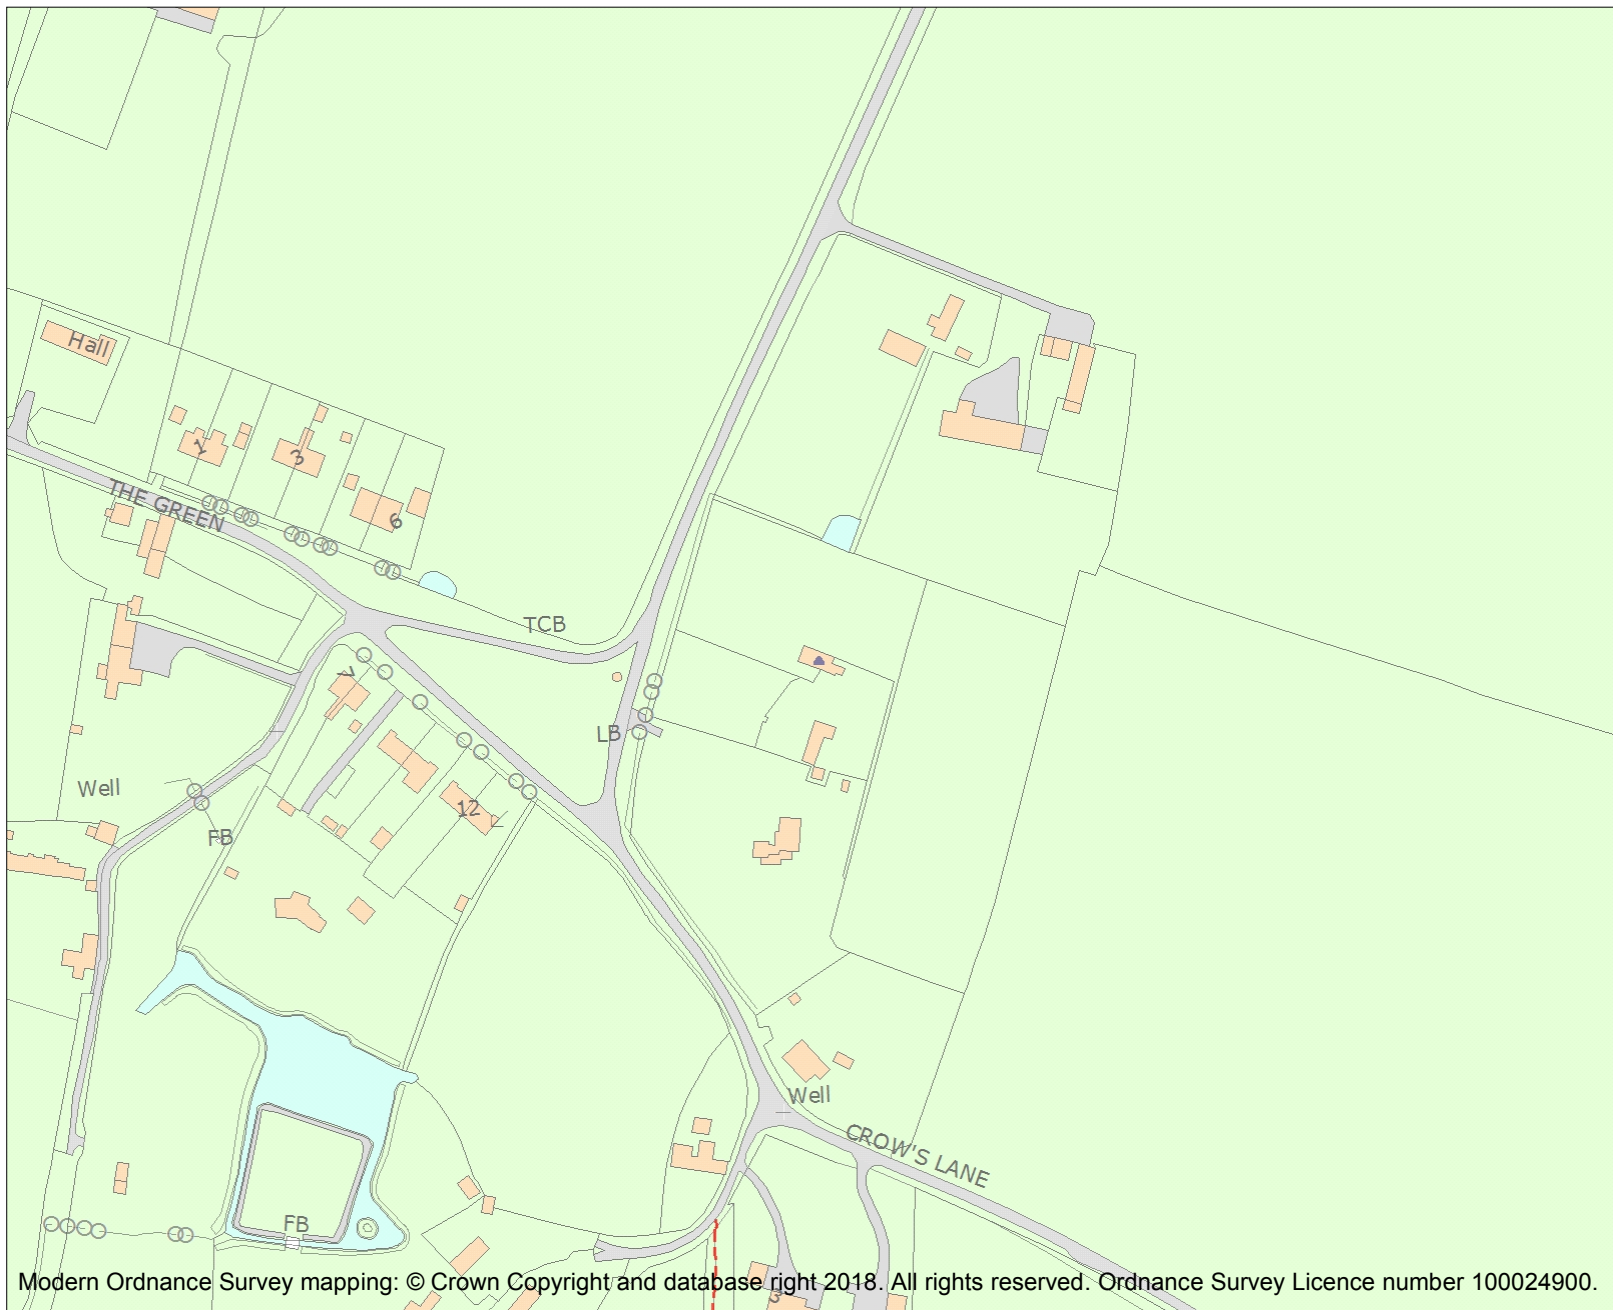 Hall
1
3
6
THE GREEN
TCB
7
LB
12
Well
FB
Well
CROW'S LANE
FB
3
Modern Ordnance Survey mapping: © Crown Copyright and database right 2018. All rights reserved. Ordnance Survey Licence number 100024900.